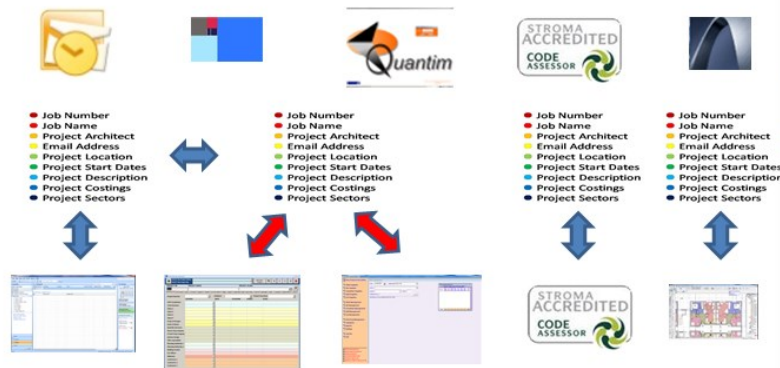 Quantim
STROMA
ACCREDITED
CODE
ASSESSOR
Job Number
Job Name
Project Architect
Email Address
Project Location
Project Start Dates
Project Description
Project Costings
Project Sectors
Job Number
Job Name
Project Architect
Email Address
Project Location
Project Start Dates
Project Description
Project Costings
Project Sectors
Job Number
Job Name
Project Architect
Email Address
Project Location
Project Start Dates
Project Description
Project Costings
Project Sectors
Job Number
Job Name
Project Architect
Email Address
Project Location
Project Start Dates
Project Description
Project Costings
Project Sectors
STROMA
ACCREDITED
CODE
ASSESSOR